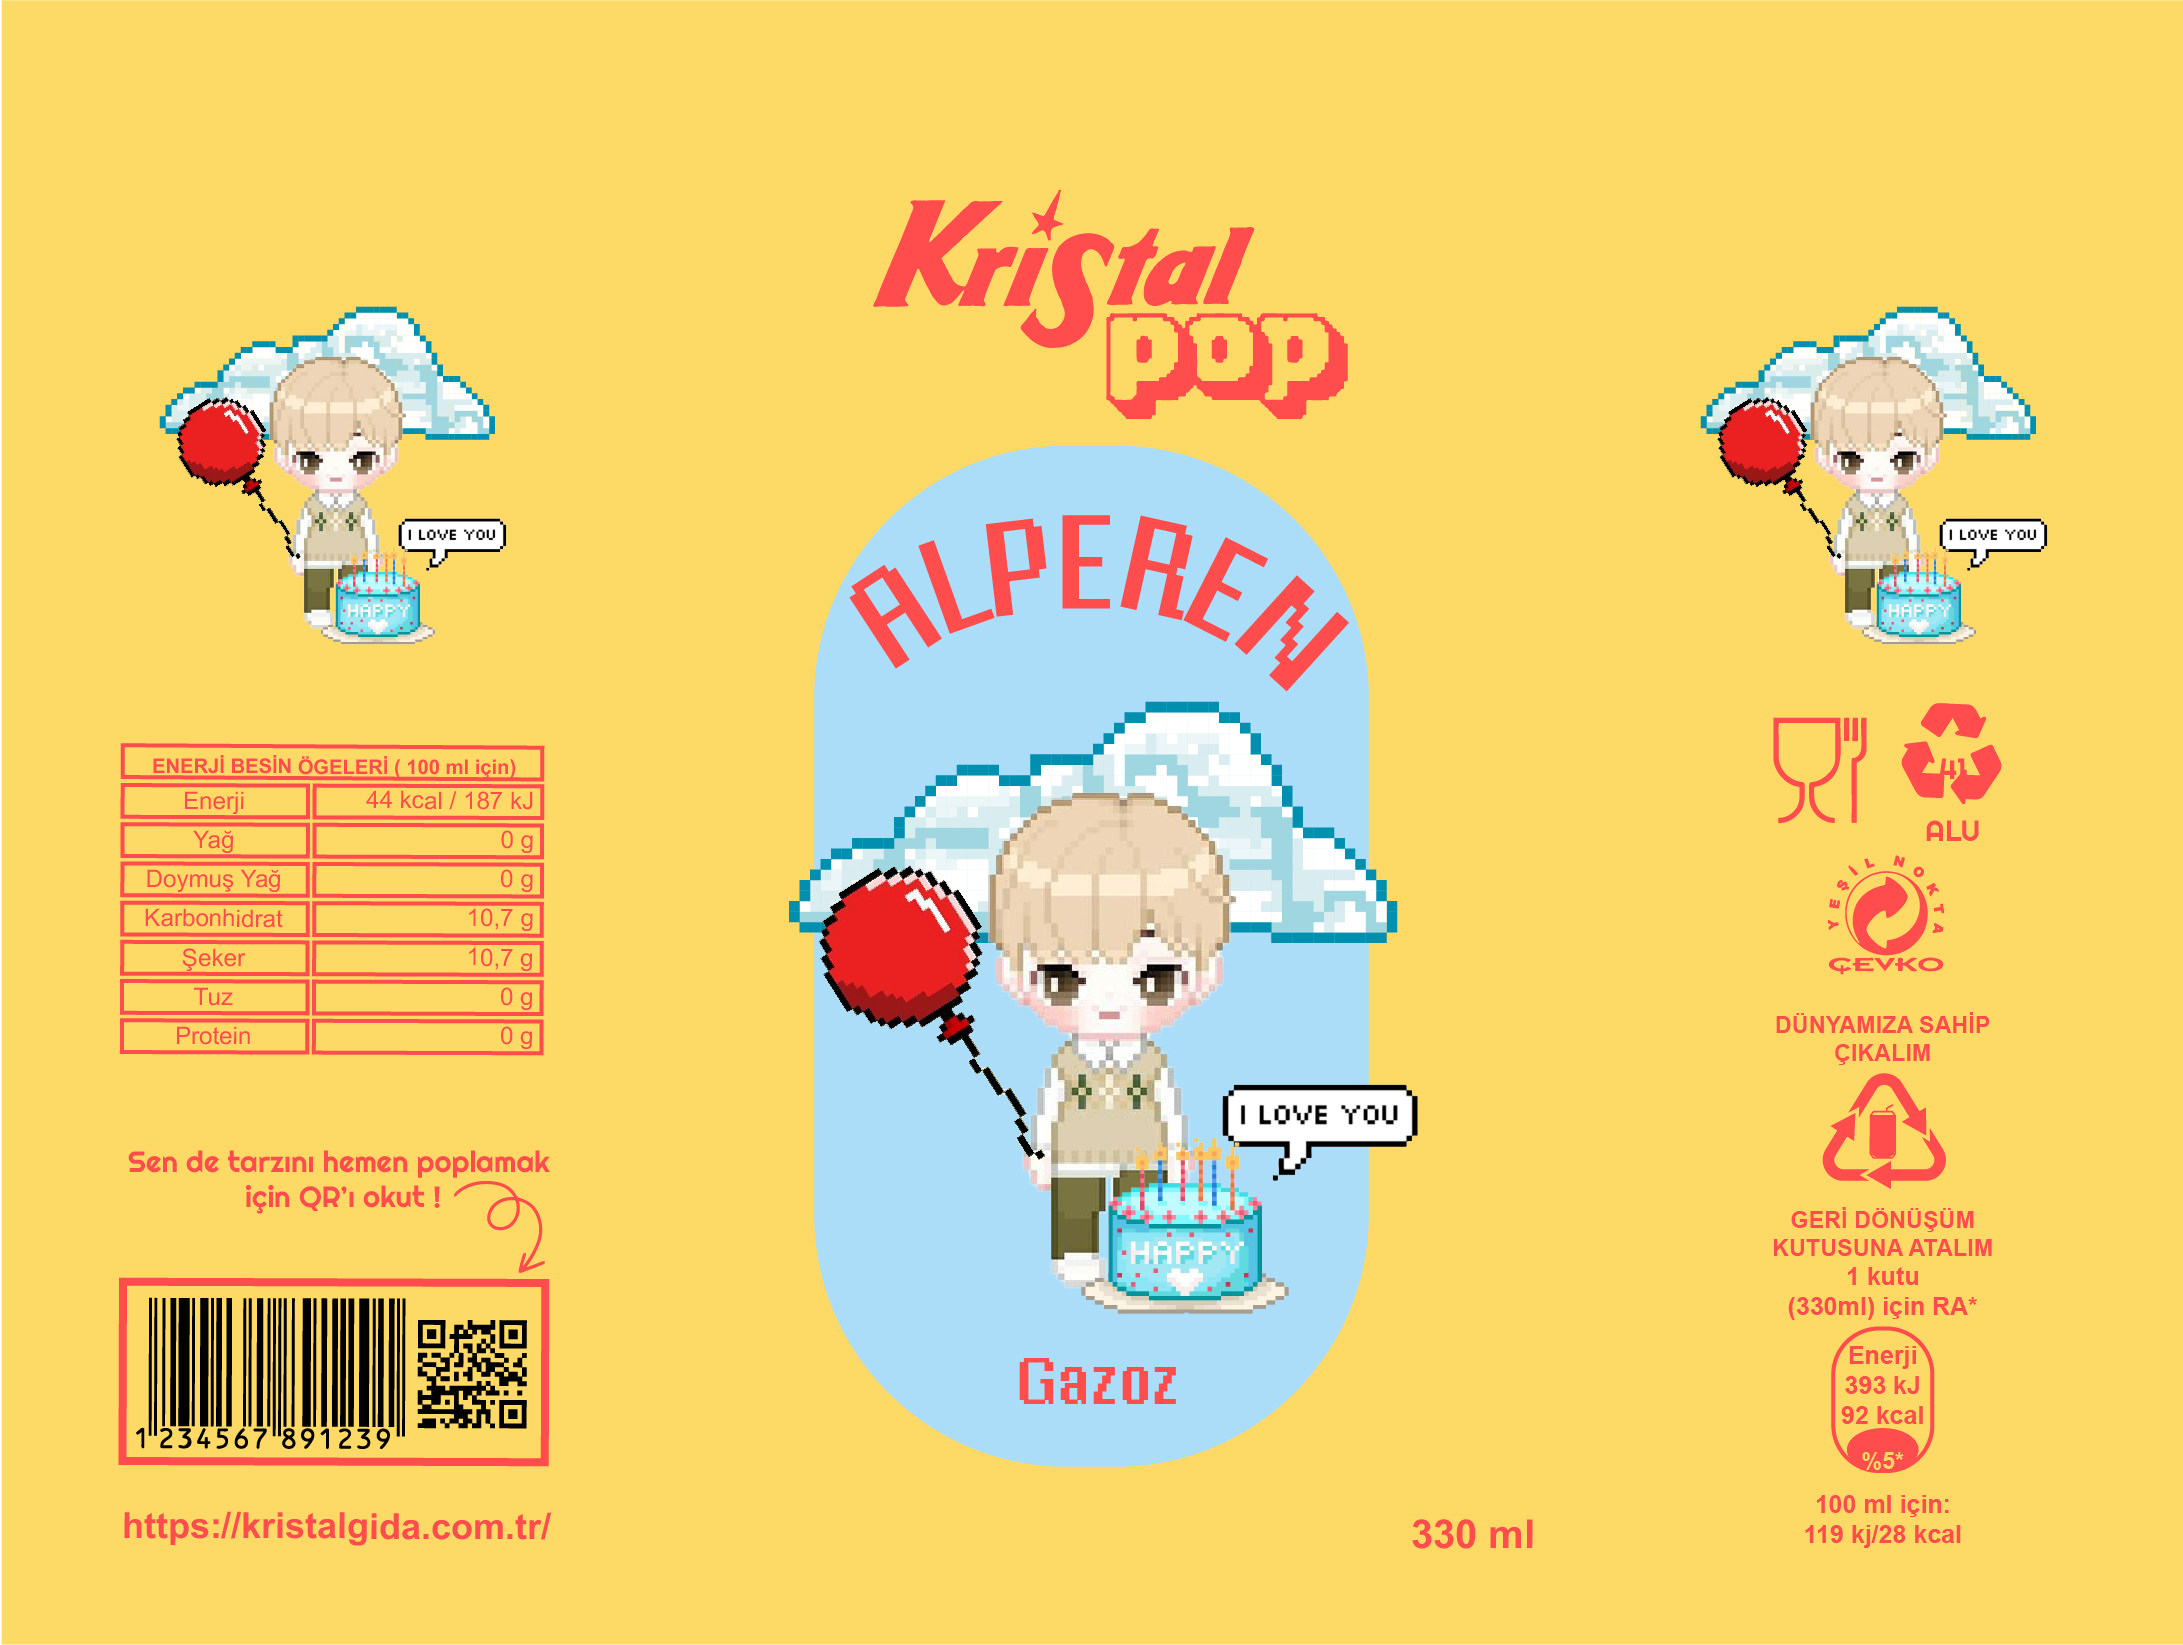 I LOVE YOU
HAPPY
ENERJİ BESİN ÖGELERİ ( 100 ml için)
Enerji 44 kcal / 187 kJ
Yağ 0 g
Doymuş Yağ 0 g
Karbonhidrat 10,7 g
Şeker 10,7 g
Tuz 0 g
Protein 0 g
Sen de tarzını hemen poplamak
için QR'ı okut !
1 234567 891239
https://kristalgida.com.tr/
Kristal
pop
ALPEREN
I LOVE YOU
HAPPY
Gazoz
330 ml
I LOVE YOU
HAPPY
41
ALU
YEŞİL NOKTA
ÇEVKO
DÜNYAMIZA SAHİP
ÇIKALIM
GERİ DÖNÜŞÜM
KUTUSUNA ATALIM
1 kutu
(330ml) için RA*
Enerji
393 kJ
92 kcal
%5*
100 ml için:
119 kj/28 kcal